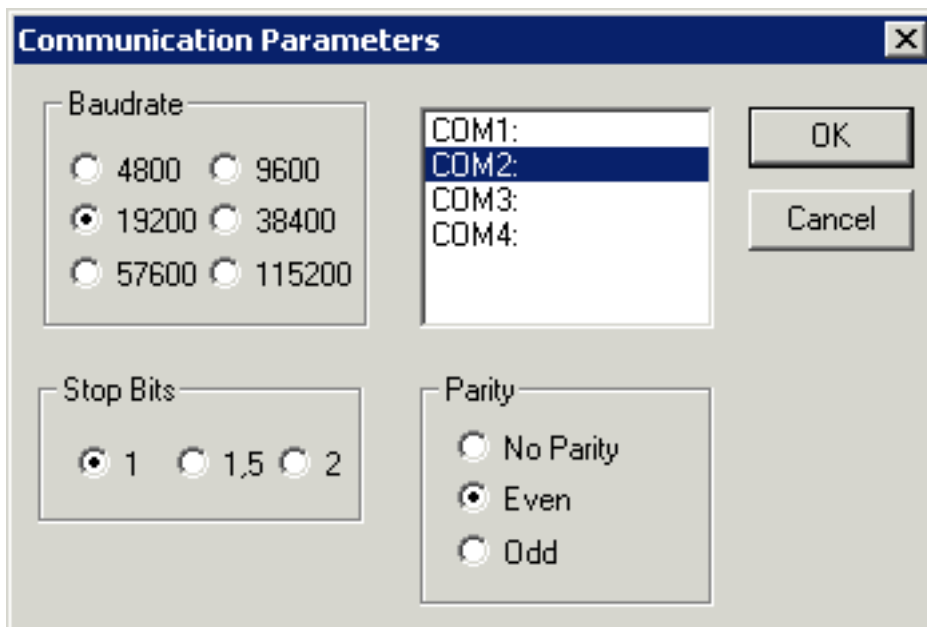 Communication Parameters
Baudrate
4800 9600
19200 38400
57600 115200
COM1:
COM2:
COM3:
COM4:
OK
Cancel
Stop Bits
1 1,5 2
Parity
No Parity
Even
Odd